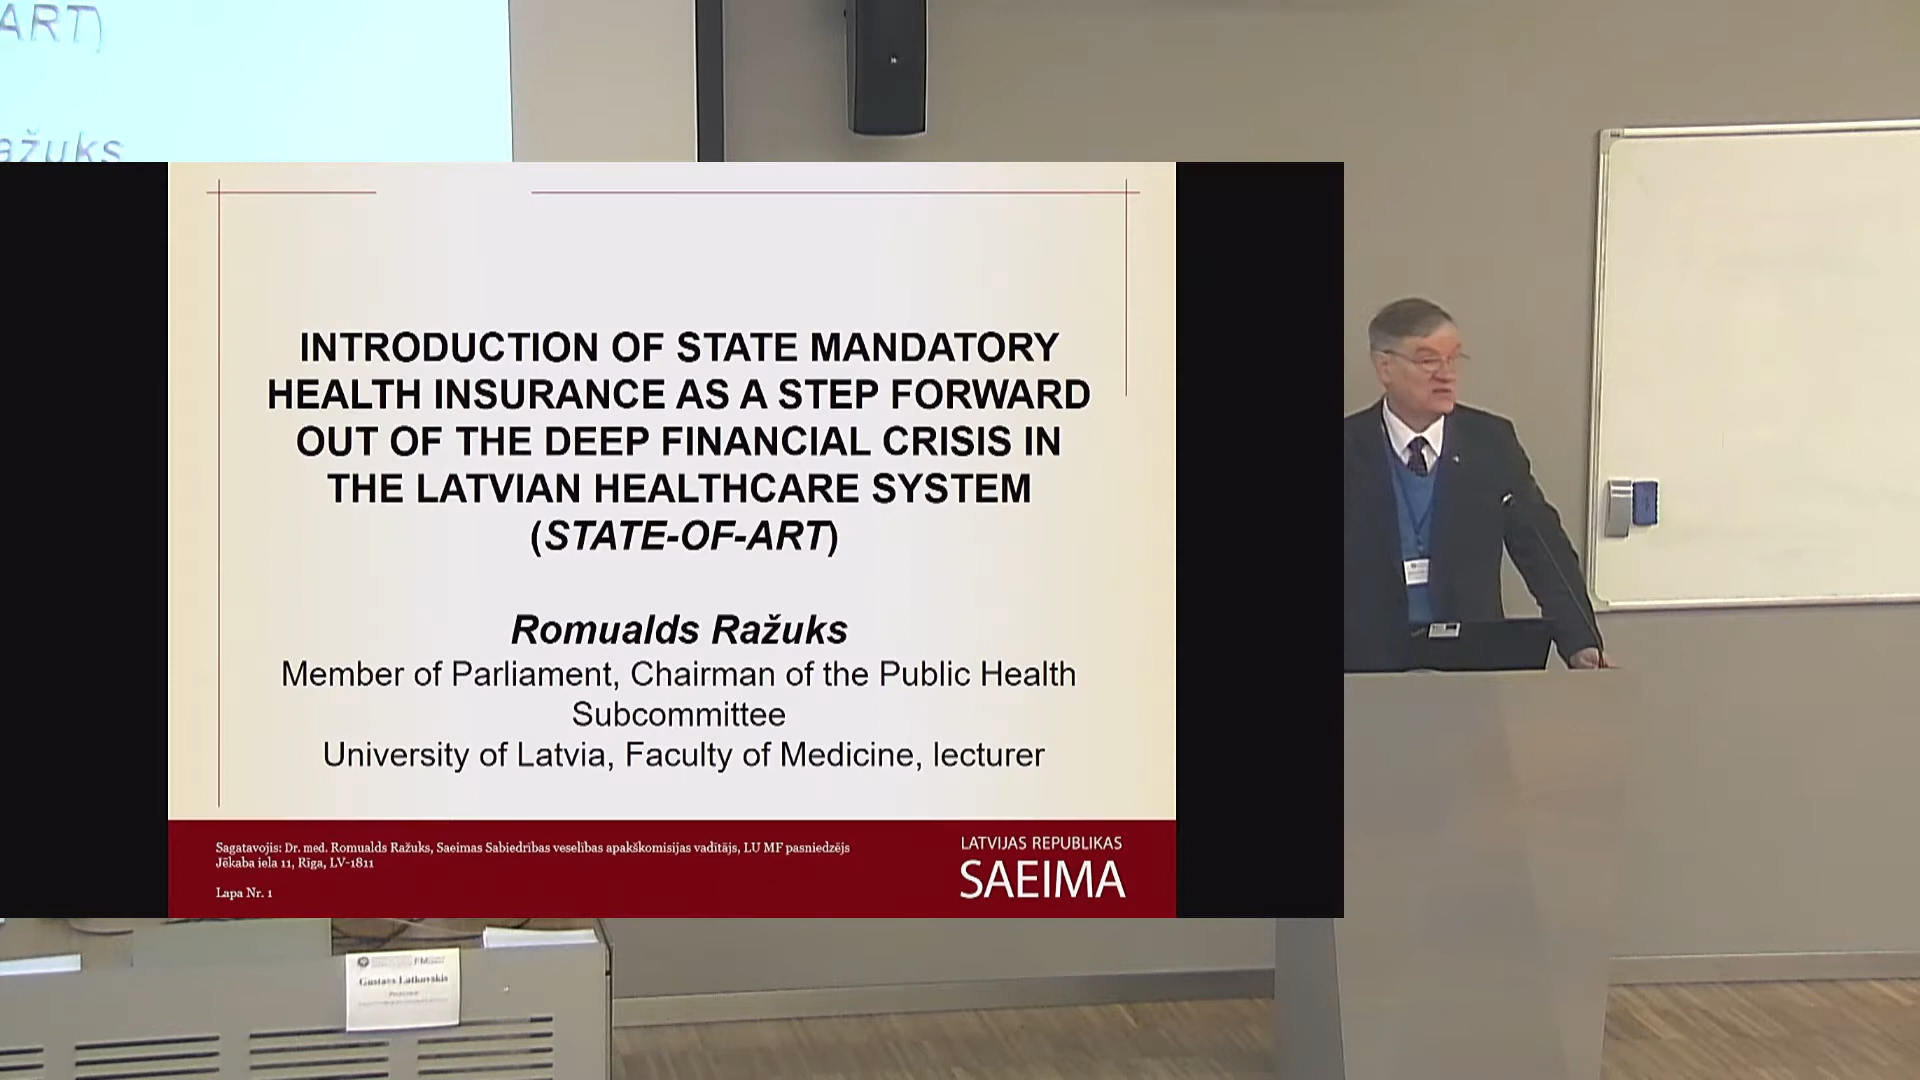 ART)
ažuks
INTRODUCTION OF STATE MANDATORY
HEALTH INSURANCE AS A STEP FORWARD
OUT OF THE DEEP FINANCIAL CRISIS IN
THE LATVIAN HEALTHCARE SYSTEM
(STATE-OF-ART)
Romualds Ražuks
Member of Parliament, Chairman of the Public Health
Subcommittee
University of Latvia, Faculty of Medicine, lecturer
Sagatavojis: Dr. med. Romualds Ražuks, Saeimas Sabiedrības veselības apakškomisijas vadītājs, LU MF pasniedzējs
Jēkaba iela 11, Rīga, LV-1811
Lapa Nr. 1
LATVIJAS REPUBLIKAS
SAEIMA
Gustavs Latkovskis